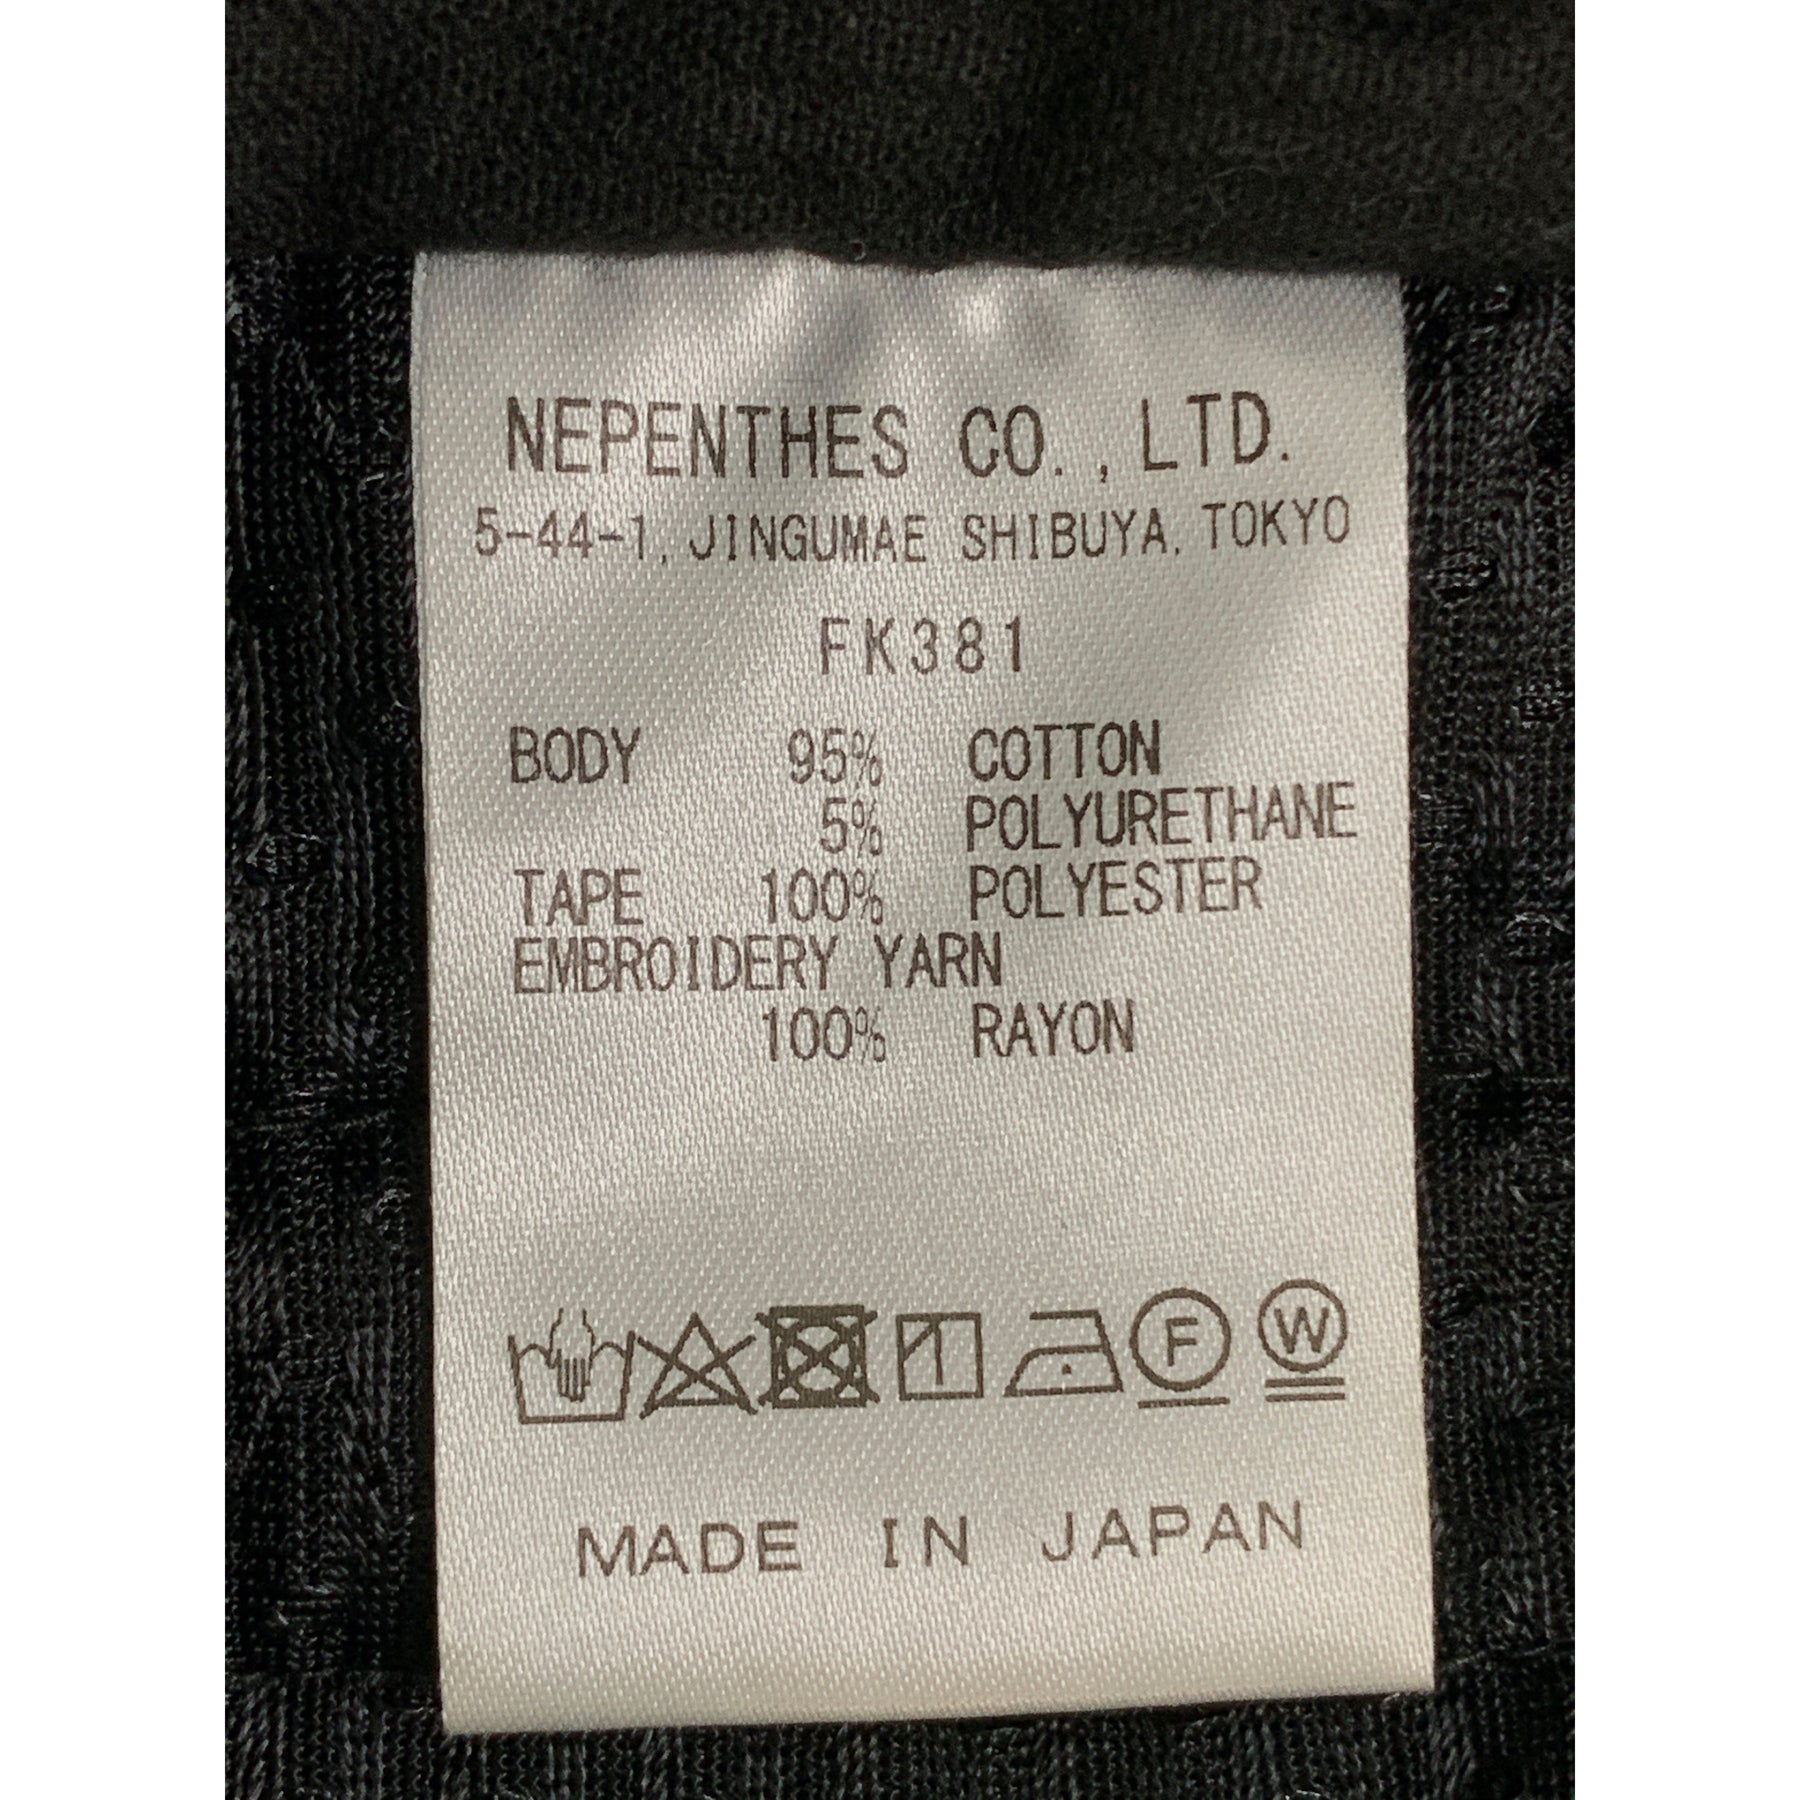 NEPENTHES CO., LTD.
5-44-1, JINGUMAE SHIBUYA, TOKYO
FK381
BODY 95% COTTON
5% POLYURETHANE
TAPE 100% POLYESTER
EMBROIDERY YARN
100% RAYON
F W
MADE IN JAPAN